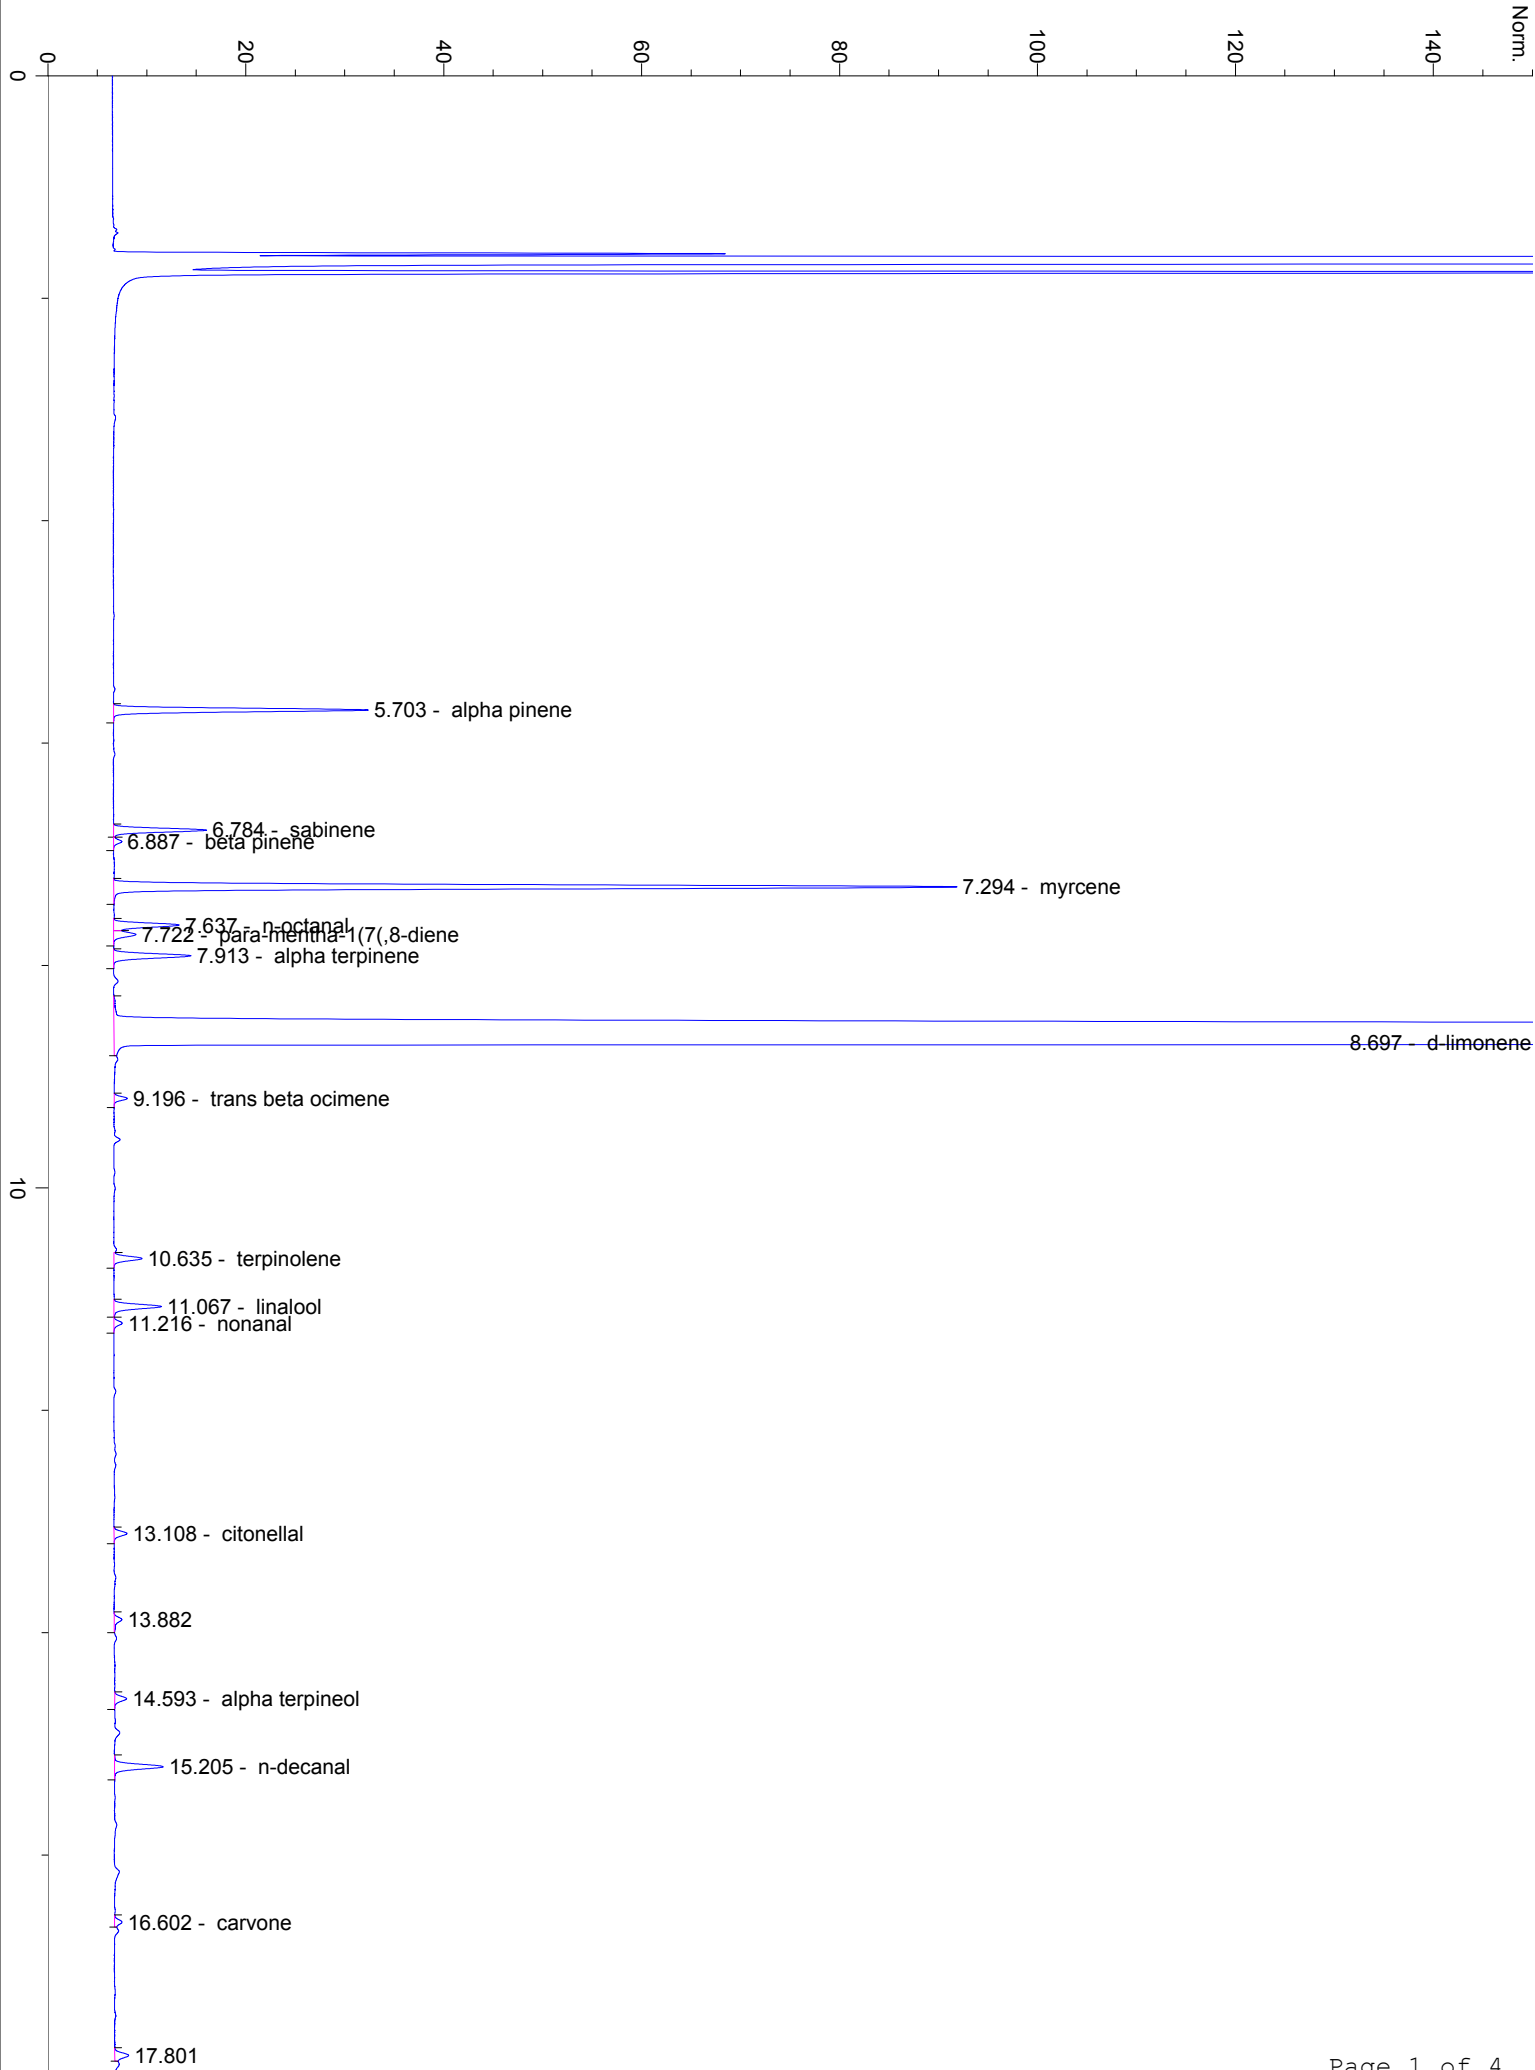 Norm.
0
20
40
60
80
100
120
140
0
5.703 - alpha pinene
6.784 - sabinene
6.887 - beta pinene
7.294 - myrcene
7.637 - n-octanal
7.722 - para-mentha-1(7(,8-diene
7.913 - alpha terpinene
8.697 - d-limonene
9.196 - trans beta ocimene
10
10.635 - terpinolene
11.067 - linalool
11.216 - nonanal
13.108 - citonellal
13.882
14.593 - alpha terpineol
15.205 - n-decanal
16.602 - carvone
17.801
Page 1 of 4